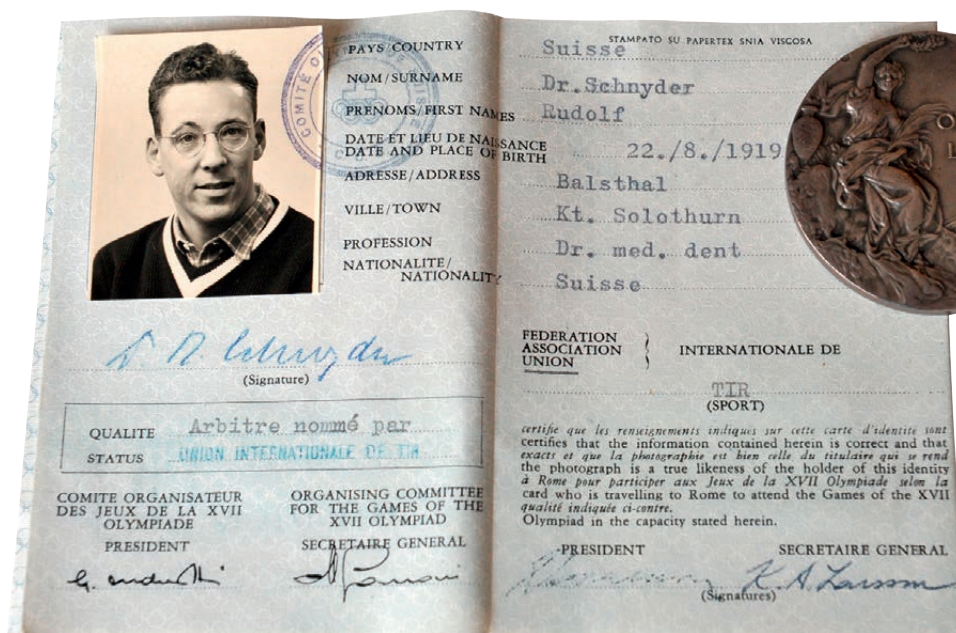 PAYS/COUNTRY
NOM/SURNAME
PRENOMS/FIRST NAMES
DATE ET LIEU DE NAISSANCE
DATE AND PLACE OF BIRTH
ADRESSE/ADDRESS
VILLE/TOWN
PROFESSION
NATIONALITE/
NATIONALITY
COMITÉ
(Signature)
QUALITE Arbitre nommé par
STATUS UNION INTERNATIONALE DE TIR
COMITE ORGANISATEUR
DES JEUX DE LA XVII
OLYMPIADE
PRESIDENT
ORGANISING COMMITTEE
FOR THE GAMES OF THE
XVII OLYMPIAD
SECRETAIRE GENERAL
STAMPATO SU PAPERTEX SNIA VISCOSA
Suisse
Dr.Schnyder
Rudolf
22./8./1919
Balsthal
Kt. Solothurn
Dr. med. dent
Suisse
FEDERATION
ASSOCIATION
UNION
INTERNATIONALE DE
TIR
(SPORT)
certifie que les renseignements indiques sur cette carte d'identite sont
certifies that the information contained herein is correct and that
exacts et que la photographie est bien celle du titulaire qui se rend
the photograph is a true likeness of the holder of this identity
à Rome pour participer aux Jeux de la XVII Olympiade selon la
card who is travelling to Rome to attend the Games of the XVII
qualité indiquée ci-contre.
Olympiad in the capacity stated herein.
PRESIDENT SECRETAIRE GENERAL
K. A. Larsson
(Signatures)